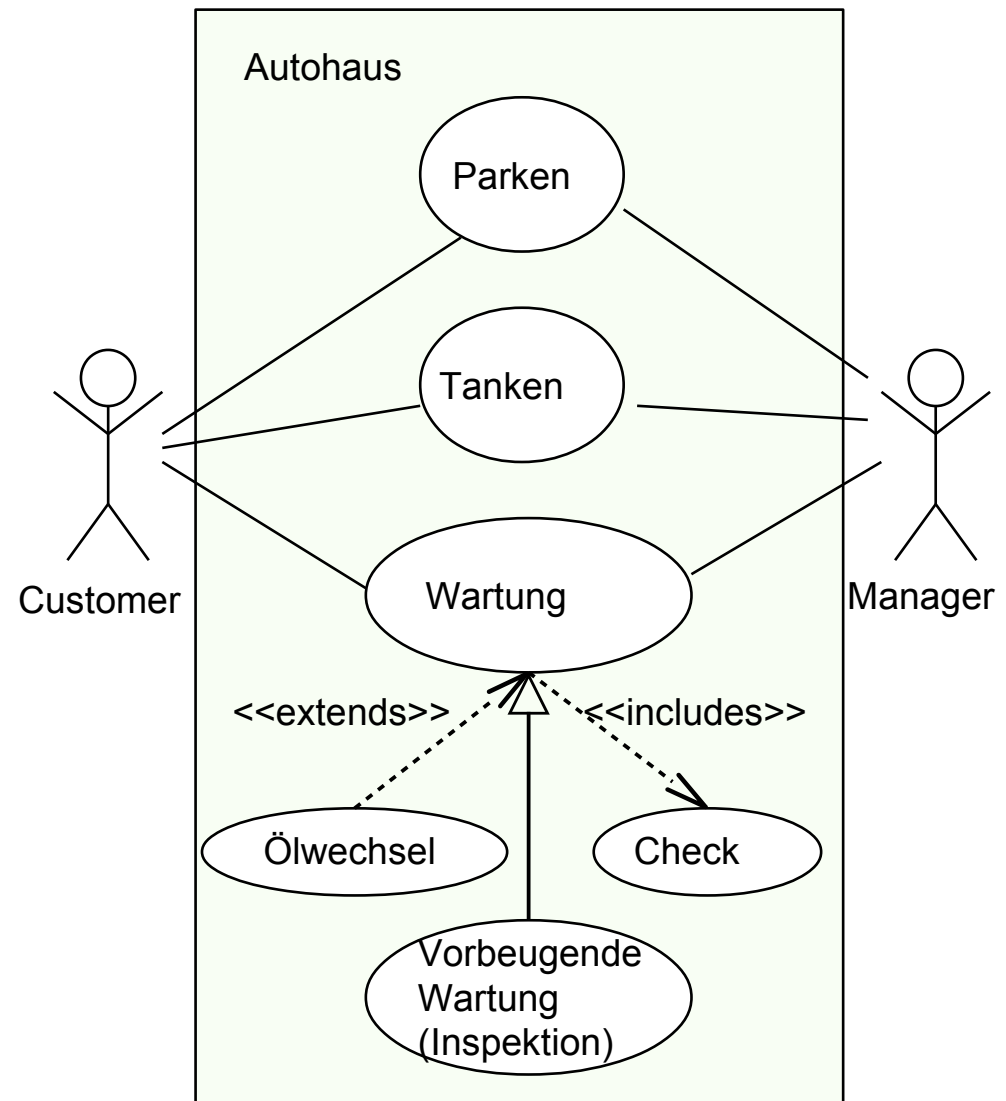 Autohaus
Parken
Tanken
Wartung
Customer
Manager
<<extends>>
<<includes>>
Ölwechsel
Check
Vorbeugende
Wartung
(Inspektion)